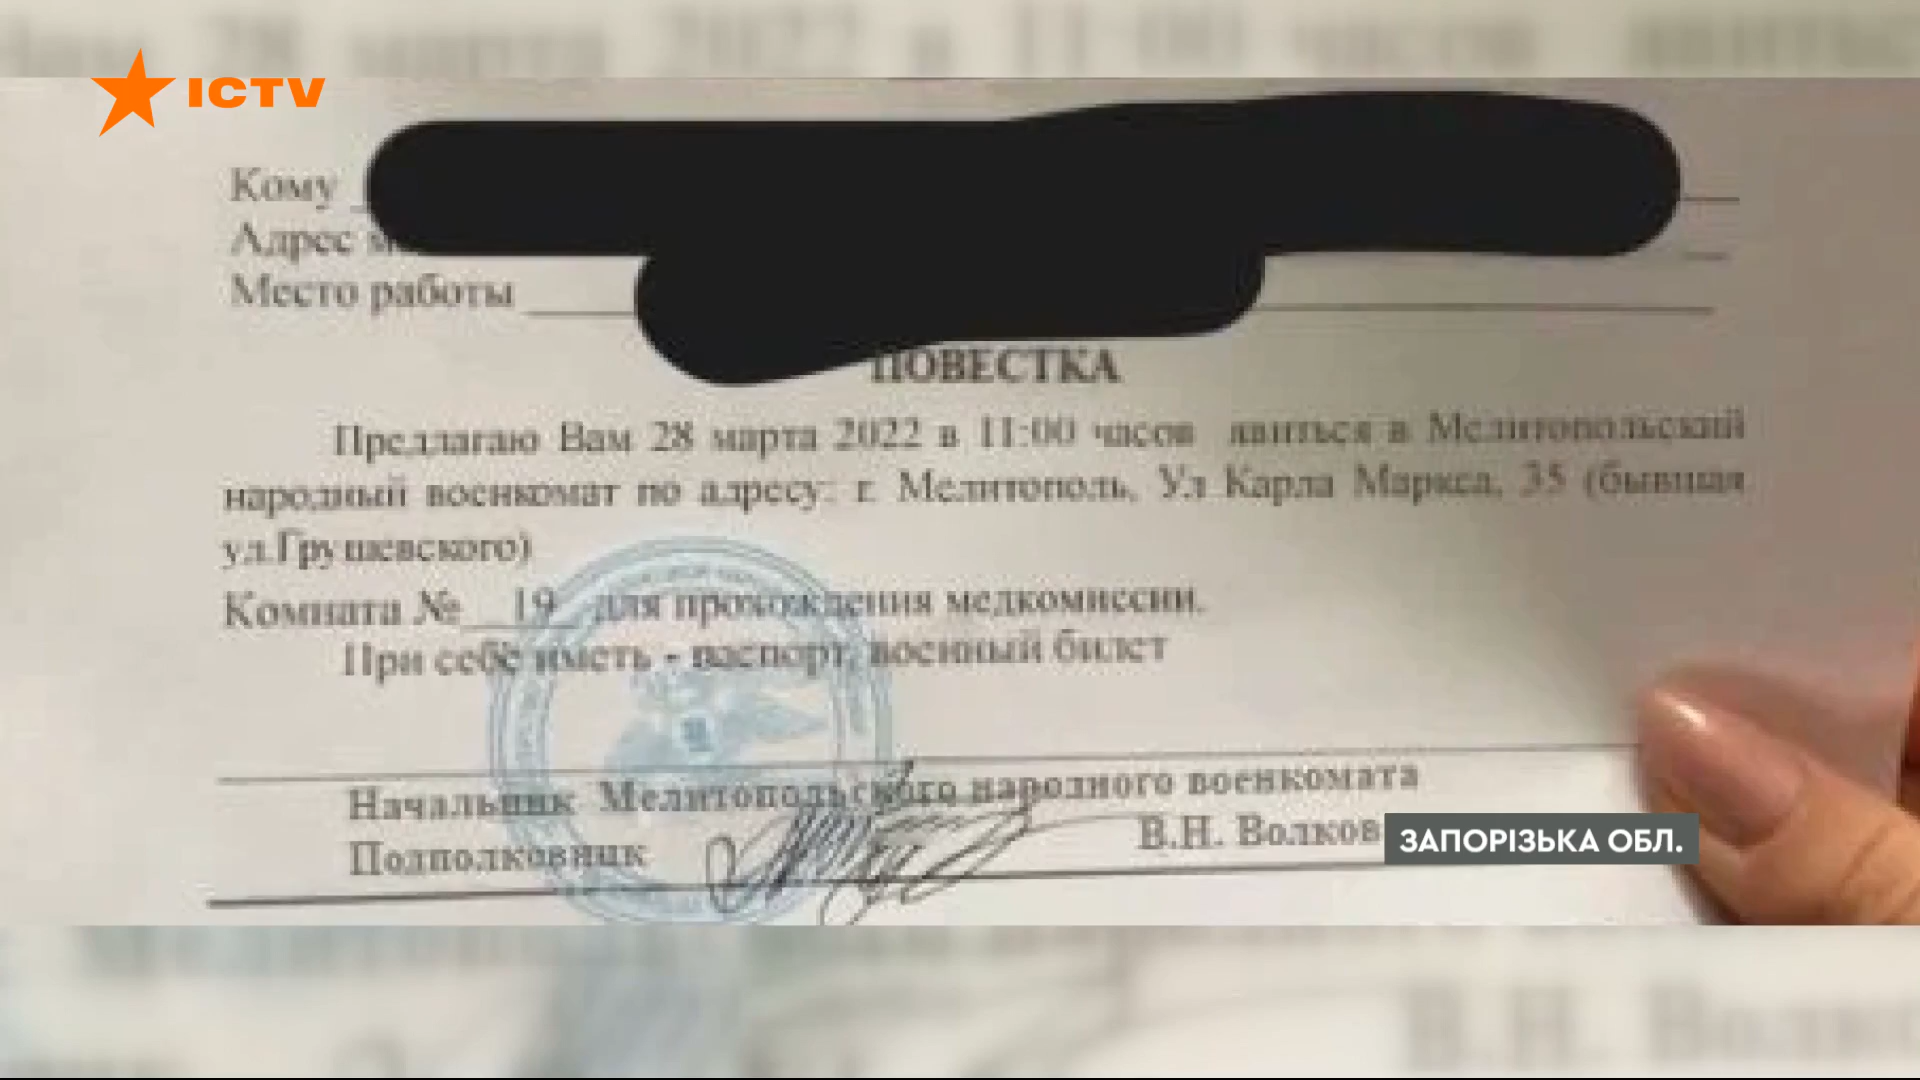 ICTV
Кому
Адрес
Место работы
ПОВЕСТКА
Предлагаю Вам 28 марта 2022 в 11:00 часов явиться в Мелитопольский
народный военкомат по адресу: г. Мелитополь, Ул Карла Маркса, 35 (бывшая
ул.Грушевского)
Комната № 19 для прохождения медкомиссии.
При себе иметь - паспорт, военный билет
Начальник Мелитопольского народного военкомата
Подполковник В.Н. Волков
ЗАПОРІЗЬКА ОБЛ.